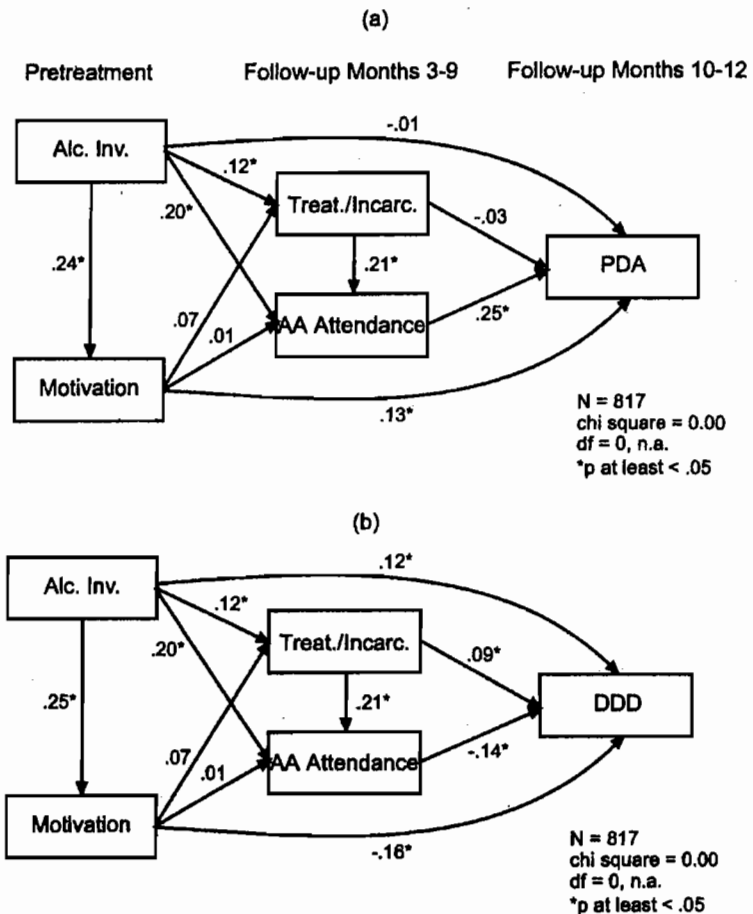 (a)
Pretreatment Follow-up Months 3-9 Follow-up Months 10-12
Alc. Inv.
-.01
.12*
Treat./Incarc.
.20*
-.03
PDA
.24*
.21*
.07
.01
AA Attendance
.25*
Motivation
.13*
N = 817
chi square = 0.00
df = 0, n.a.
*p at least < .05
(b)
Alc. Inv.
.12*
.12*
Treat./Incarc.
.20*
.09*
DDD
.25*
.21*
.07
.01
AA Attendance
-.14*
Motivation
-.16*
N = 817
chi square = 0.00
df = 0, n.a.
*p at least < .05